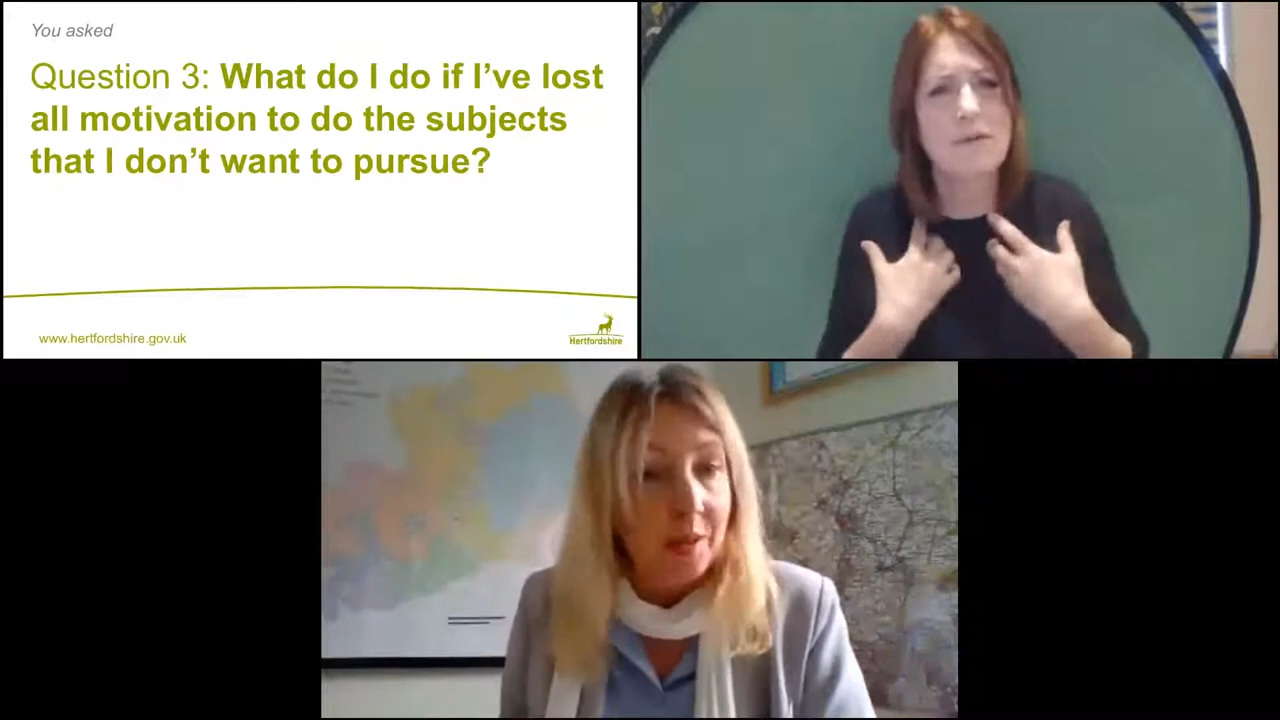 You asked
Question 3: What do I do if I’ve lost
all motivation to do the subjects
that I don’t want to pursue?
www.hertfordshire.gov.uk
Hertfordshire